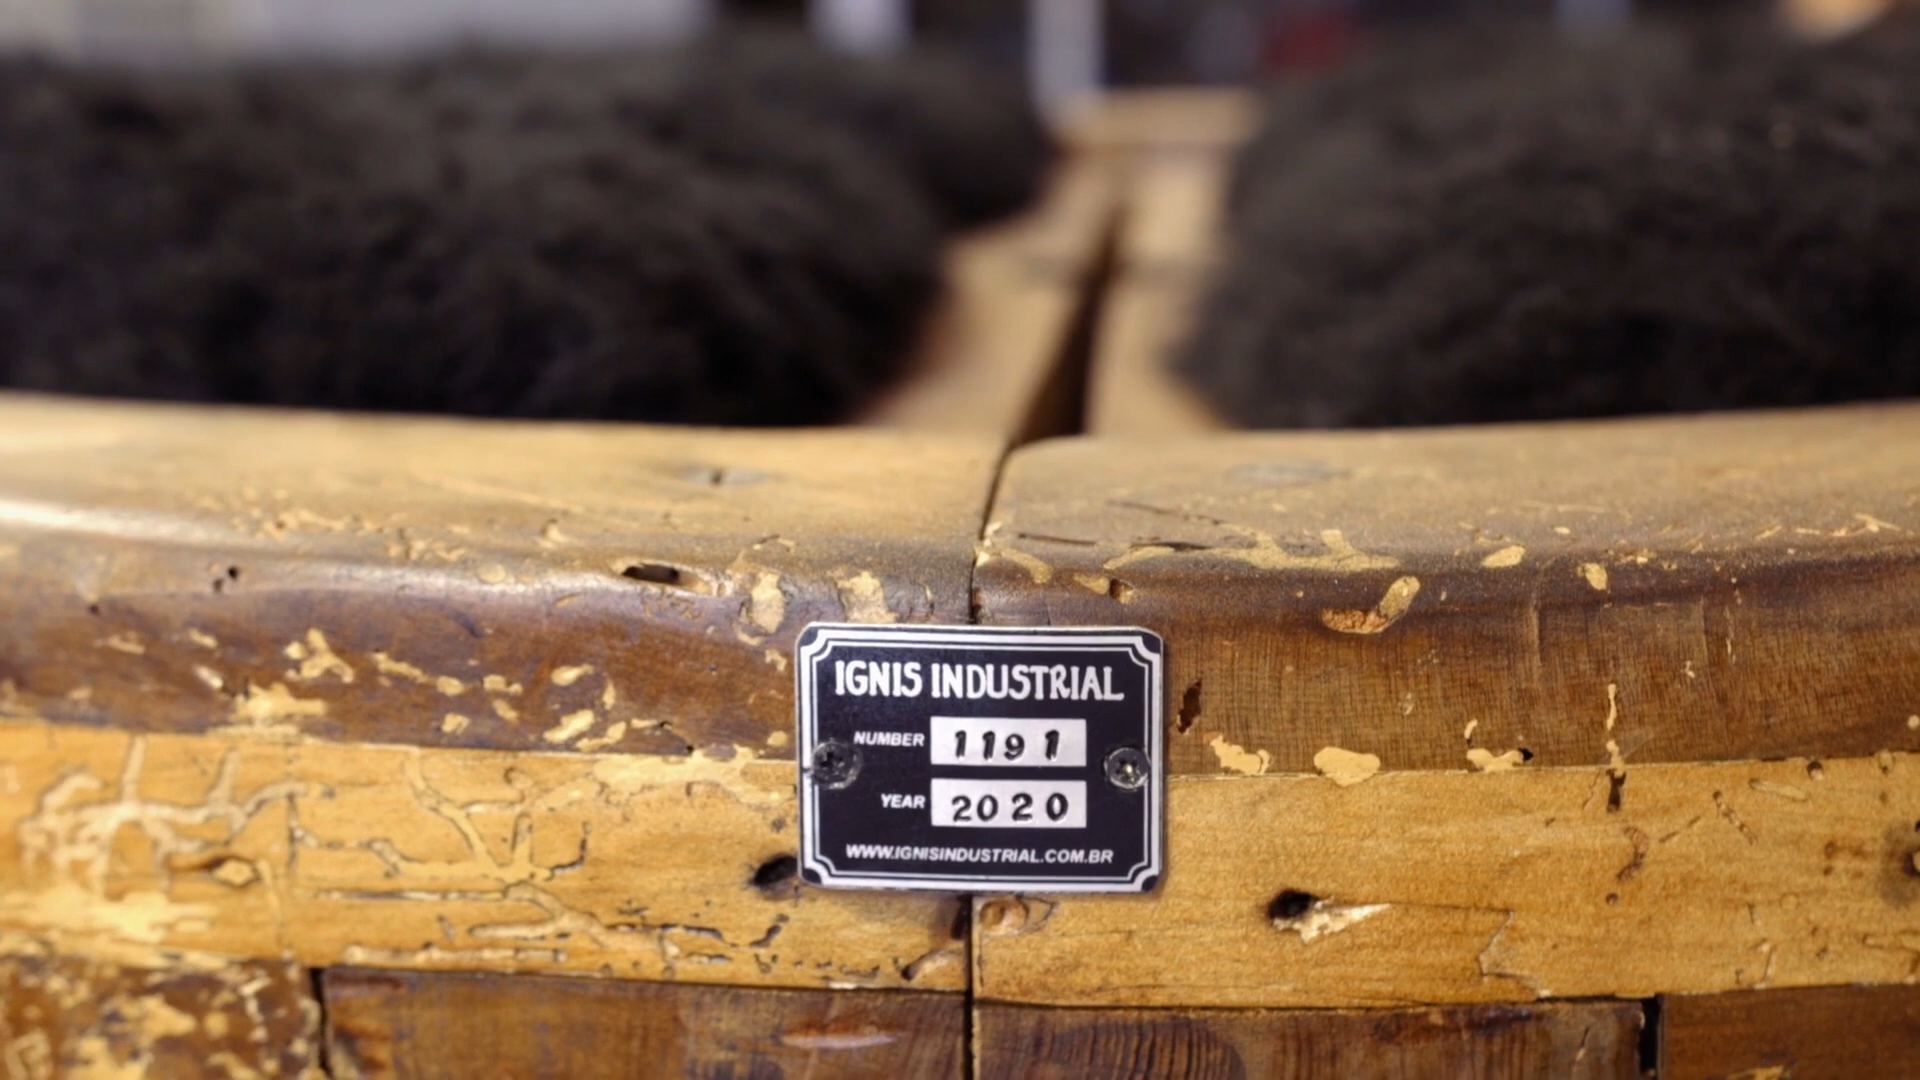 IGNIS INDUSTRIAL
NUMBER 1191
YEAR 2020
WWW.IGNISINDUSTRIAL.COM.BR